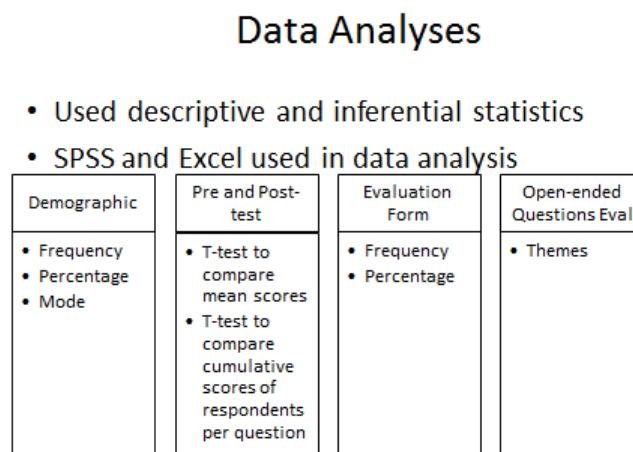 Data Analyses
• Used descriptive and inferential statistics
• SPSS and Excel used in data analysis
Demographic
• Frequency
• Percentage
• Mode
Pre and Post-
test
• T-test to
compare
mean scores
• T-test to
compare
cumulative
scores of
respondents
per question
Evaluation
Form
• Frequency
• Percentage
Open-ended
Questions Eval
• Themes